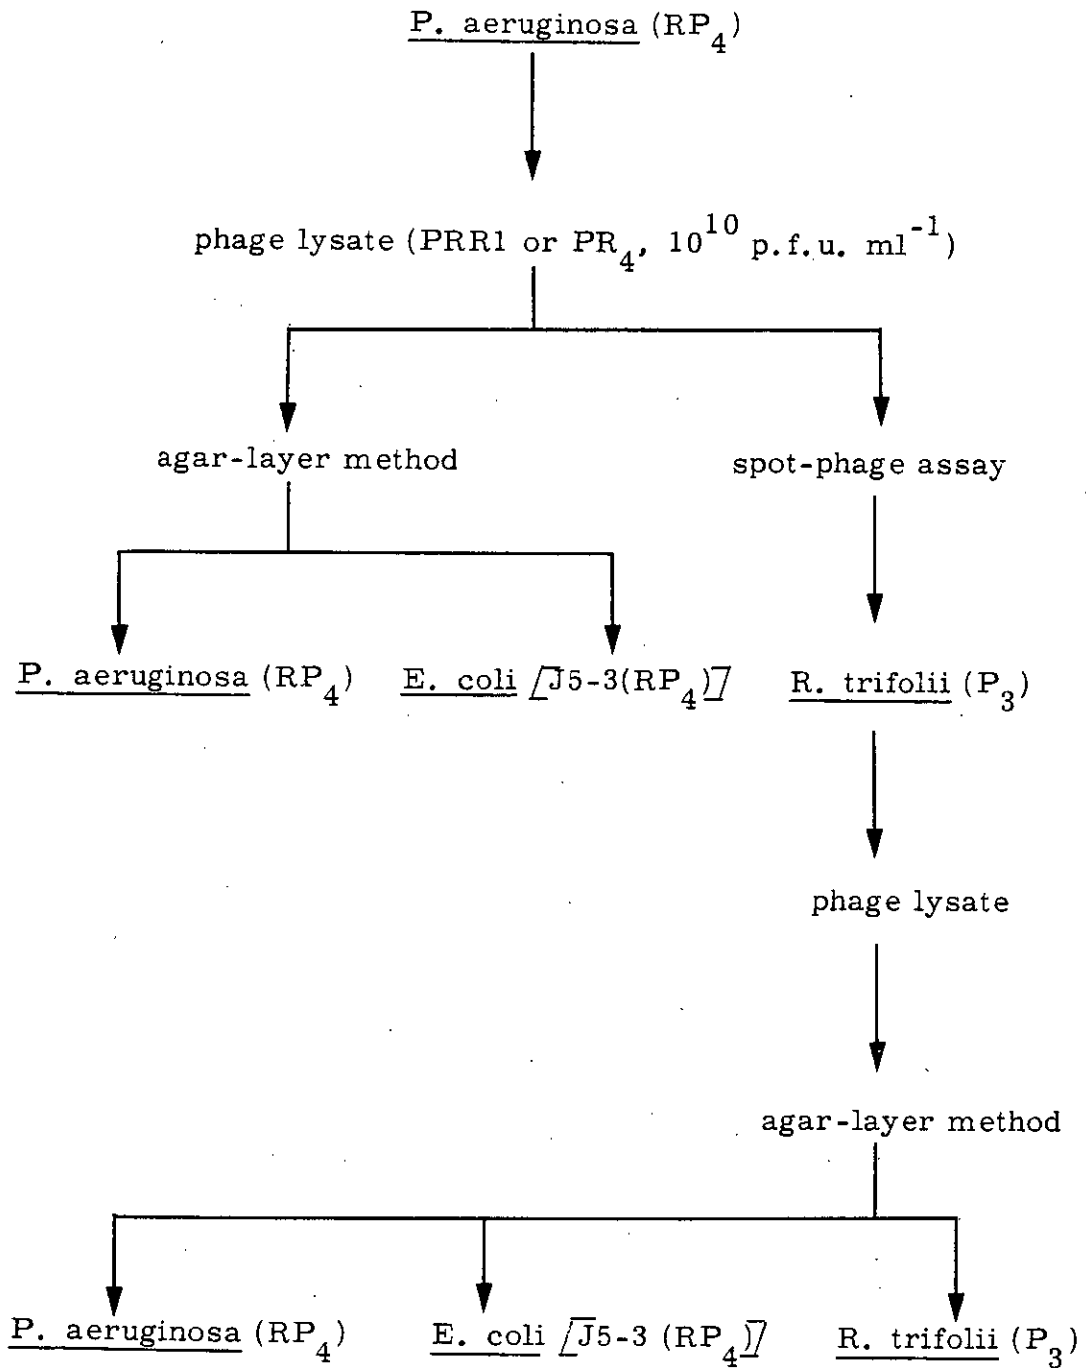 P. aeruginosa (RP4)
phage lysate (PRR1 or PR4, 10^10 p.f.u. ml^-1)
agar-layer method
spot-phage assay
P. aeruginosa (RP4)
E. coli [J5-3(RP4)]
R. trifolii (P3)
phage lysate
agar-layer method
P. aeruginosa (RP4)
E. coli [J5-3 (RP4)]
R. trifolii (P3)